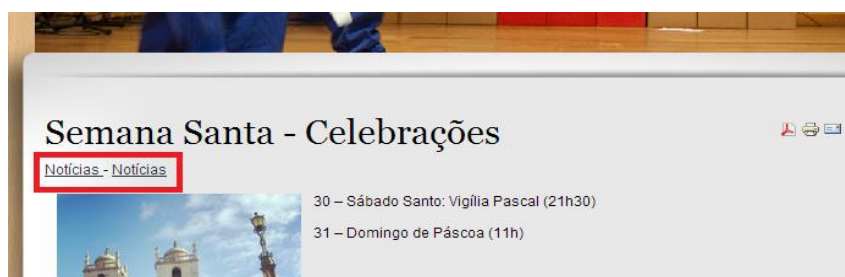 Semana Santa - Celebrações
Notícias - Notícias
30 – Sábado Santo: Vigília Pascal (21h30)
31 – Domingo de Páscoa (11h)